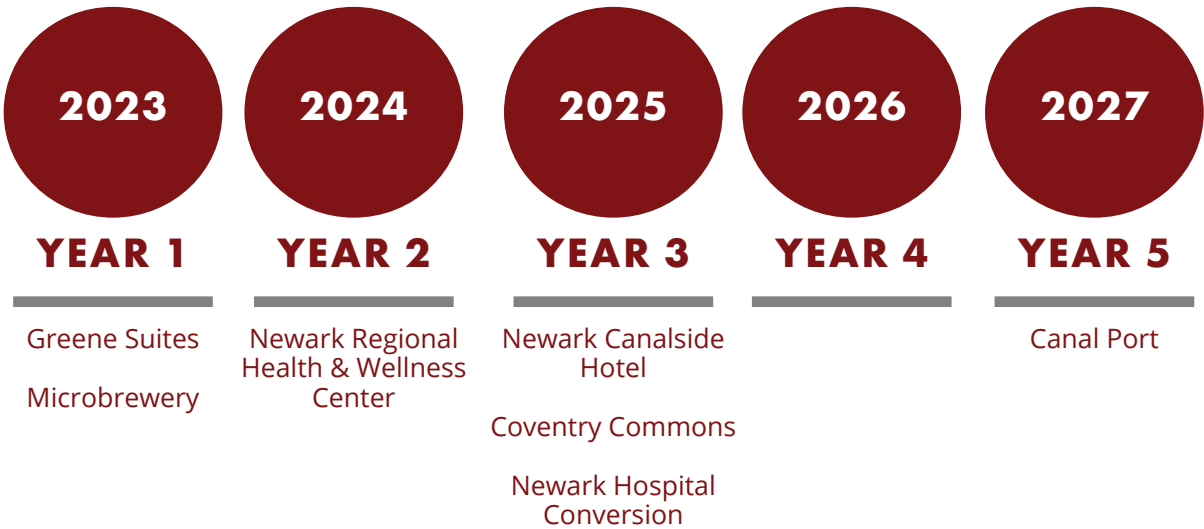 2023
2024
2025
2026
2027
YEAR 1
YEAR 2
YEAR 3
YEAR 4
YEAR 5
Greene Suites
Microbrewery
Newark Regional
Health & Wellness
Center
Newark Canalside
Hotel
Coventry Commons
Newark Hospital
Conversion
Canal Port